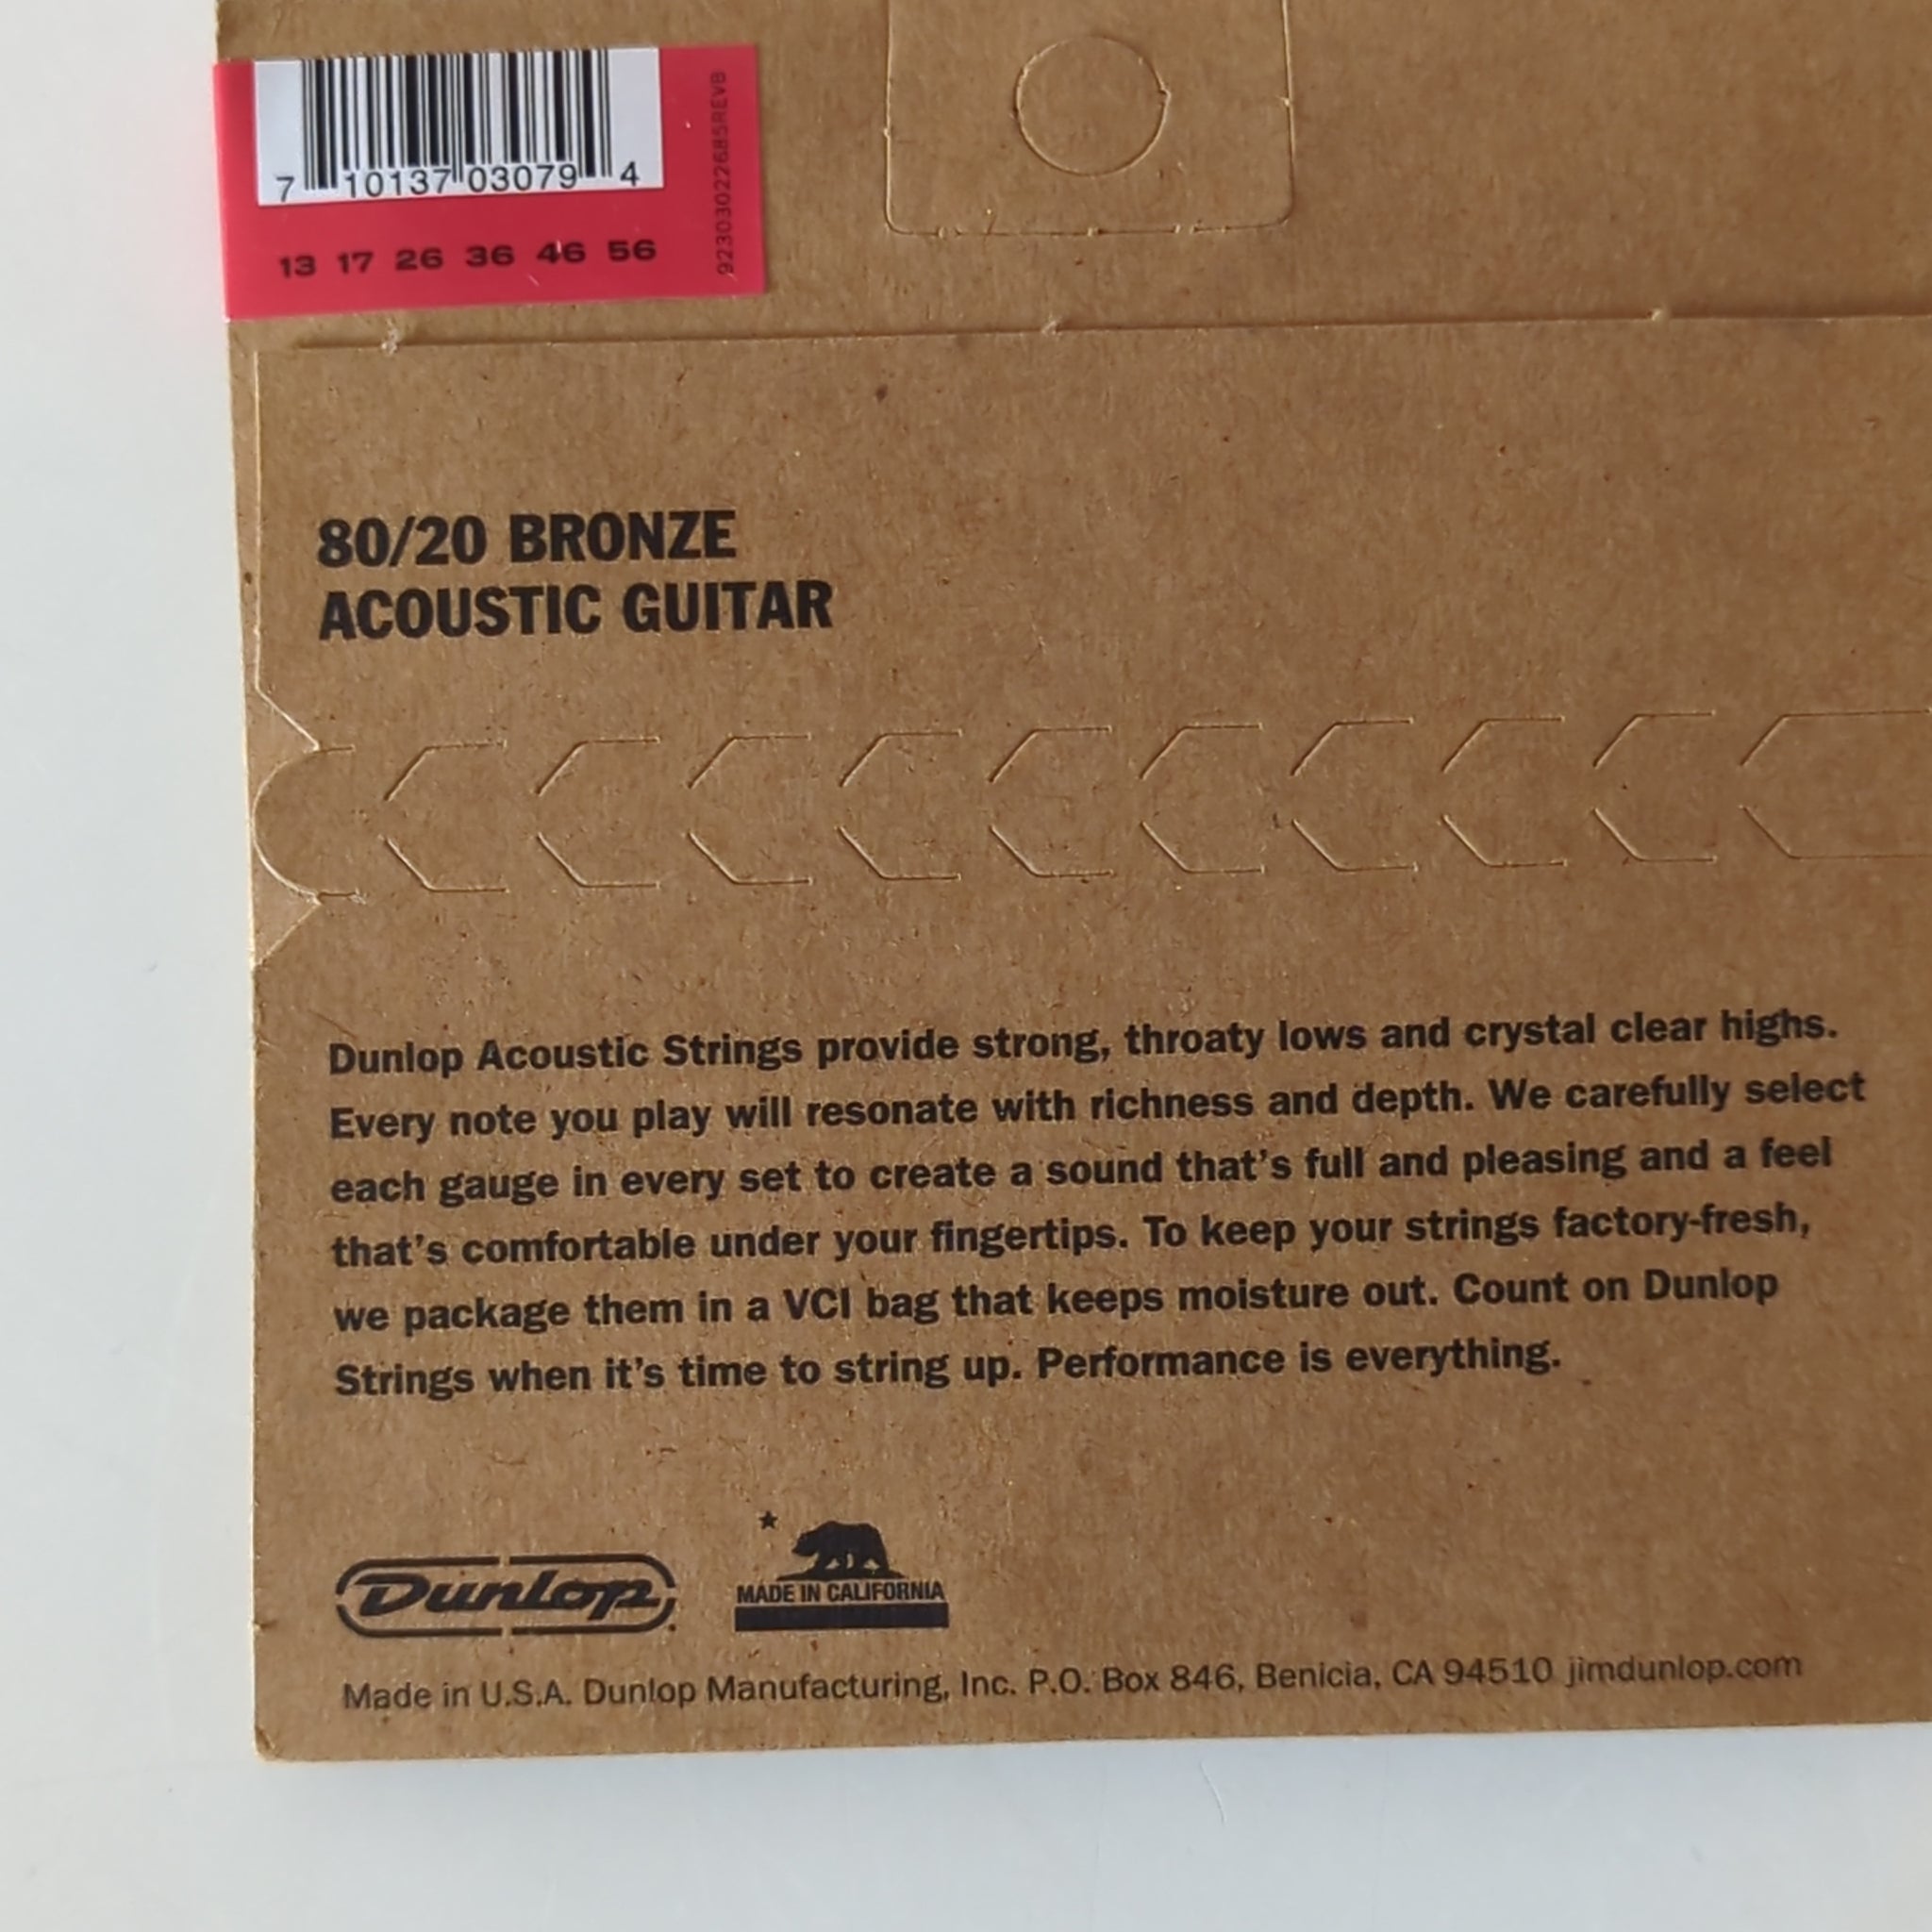 7 10137 03079 4
92303022685REVB
13 17 26 36 46 56
80/20 BRONZE
ACOUSTIC GUITAR
Dunlop Acoustic Strings provide strong, throaty lows and crystal clear highs.
Every note you play will resonate with richness and depth. We carefully select
each gauge in every set to create a sound that's full and pleasing and a feel
that's comfortable under your fingertips. To keep your strings factory-fresh,
we package them in a VCI bag that keeps moisture out. Count on Dunlop
Strings when it's time to string up. Performance is everything.
Dunlop
MADE IN CALIFORNIA
Made in U.S.A. Dunlop Manufacturing, Inc. P.O. Box 846, Benicia, CA 94510 jimdunlop.com